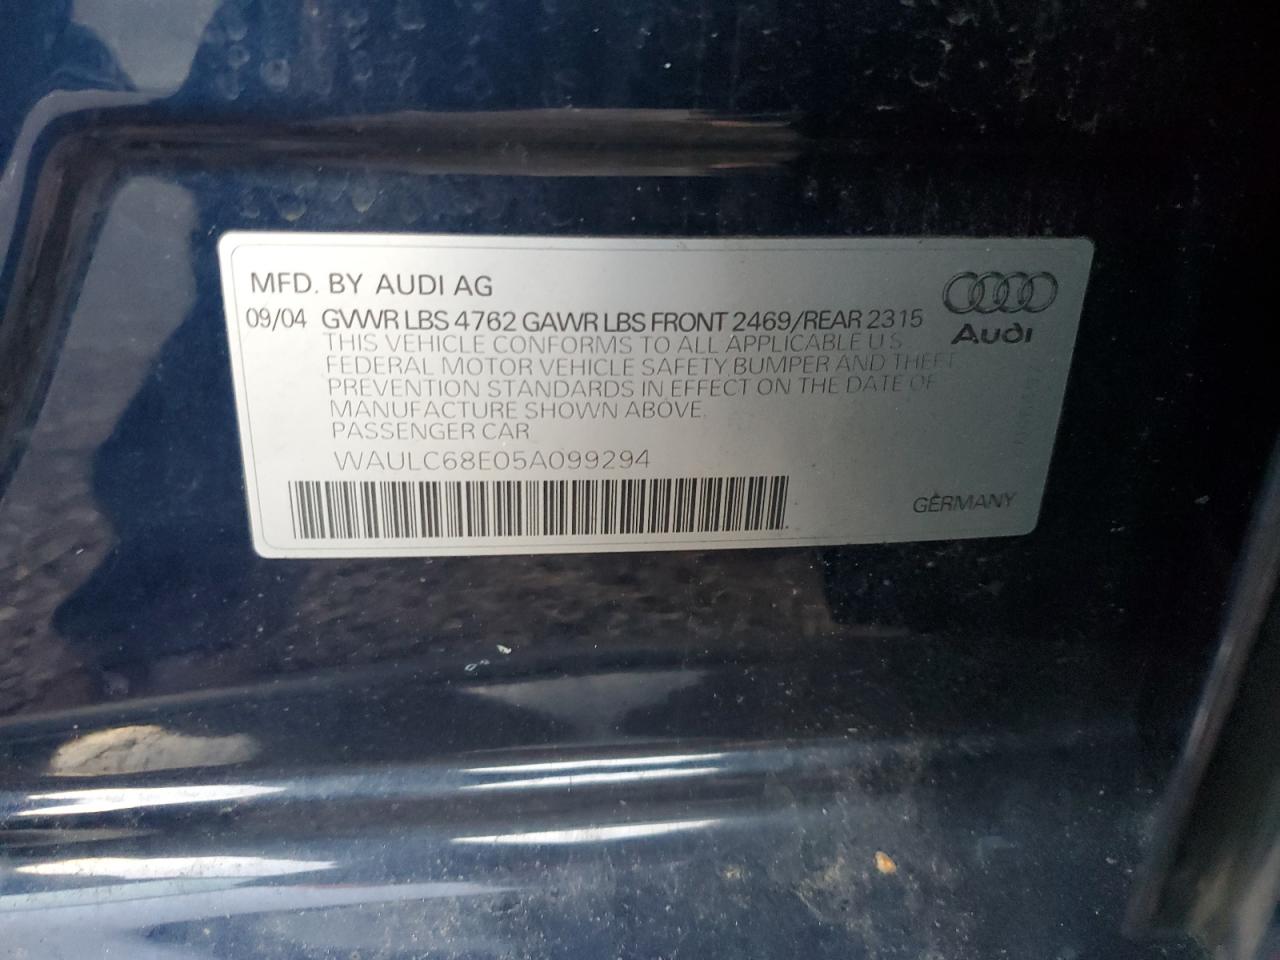 MFD. BY AUDI AG
09/04 GVWR LBS 4762 GAWR LBS FRONT 2469/REAR 2315
Audi
THIS VEHICLE CONFORMS TO ALL APPLICABLE U.S.
FEDERAL MOTOR VEHICLE SAFETY, BUMPER AND THEFT
PREVENTION STANDARDS IN EFFECT ON THE DATE OF
MANUFACTURE SHOWN ABOVE.
PASSENGER CAR
WAULC68E05A099294
GERMANY